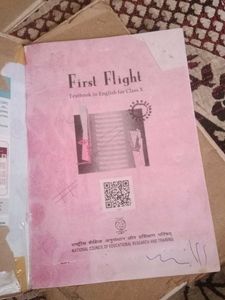 First Flight
Textbook in English for Class X
राष्ट्रीय शैक्षिक अनुसंधान और प्रशिक्षण परिषद्
NATIONAL COUNCIL OF EDUCATIONAL RESEARCH AND TRAINING